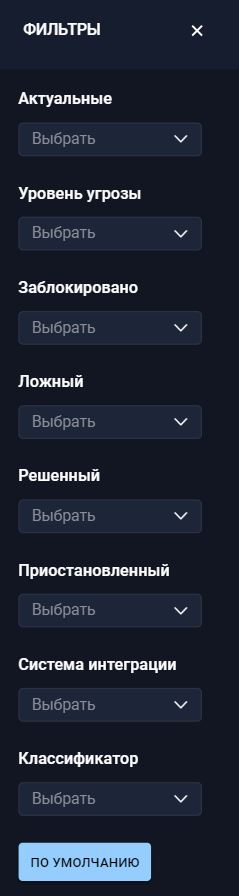 ФИЛЬТРЫ
Актуальные
Выбрать
Уровень угрозы
Выбрать
Заблокировано
Выбрать
Ложный
Выбрать
Решенный
Выбрать
Приостановленный
Выбрать
Система интеграции
Выбрать
Классификатор
Выбрать
ПО УМОЛЧАНИЮ